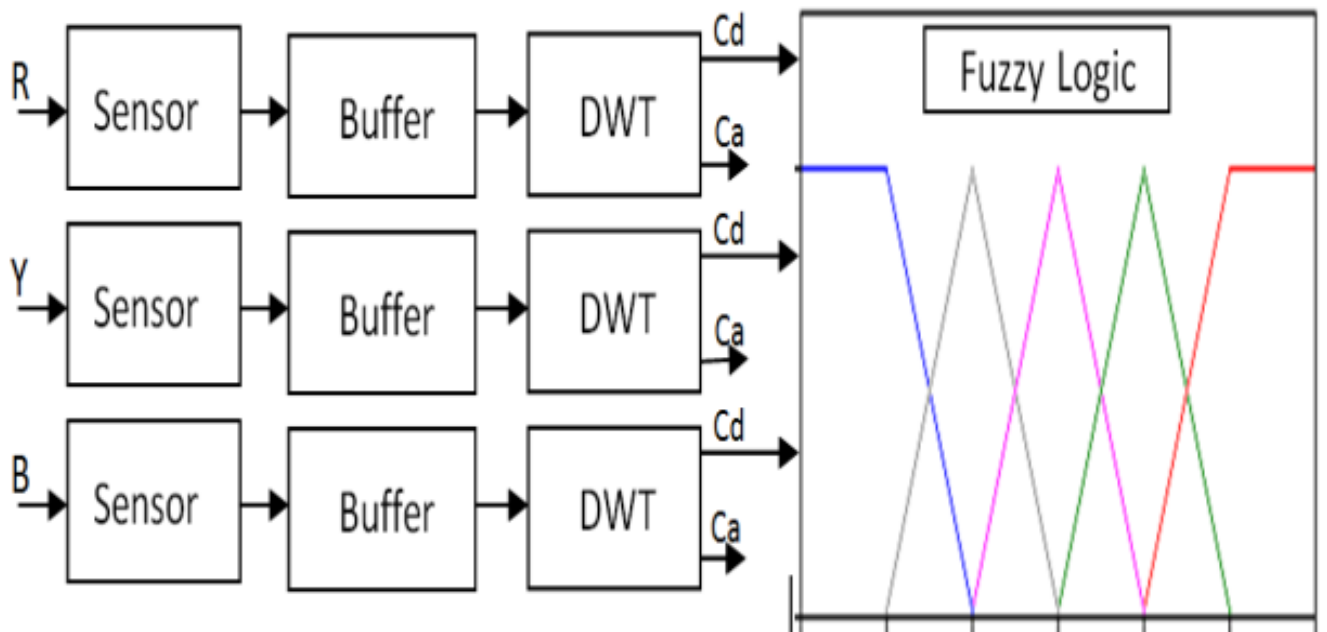 R
Sensor
Buffer
DWT
Cd
Ca
Y
Sensor
Buffer
DWT
Cd
Ca
B
Sensor
Buffer
DWT
Cd
Ca
Fuzzy Logic